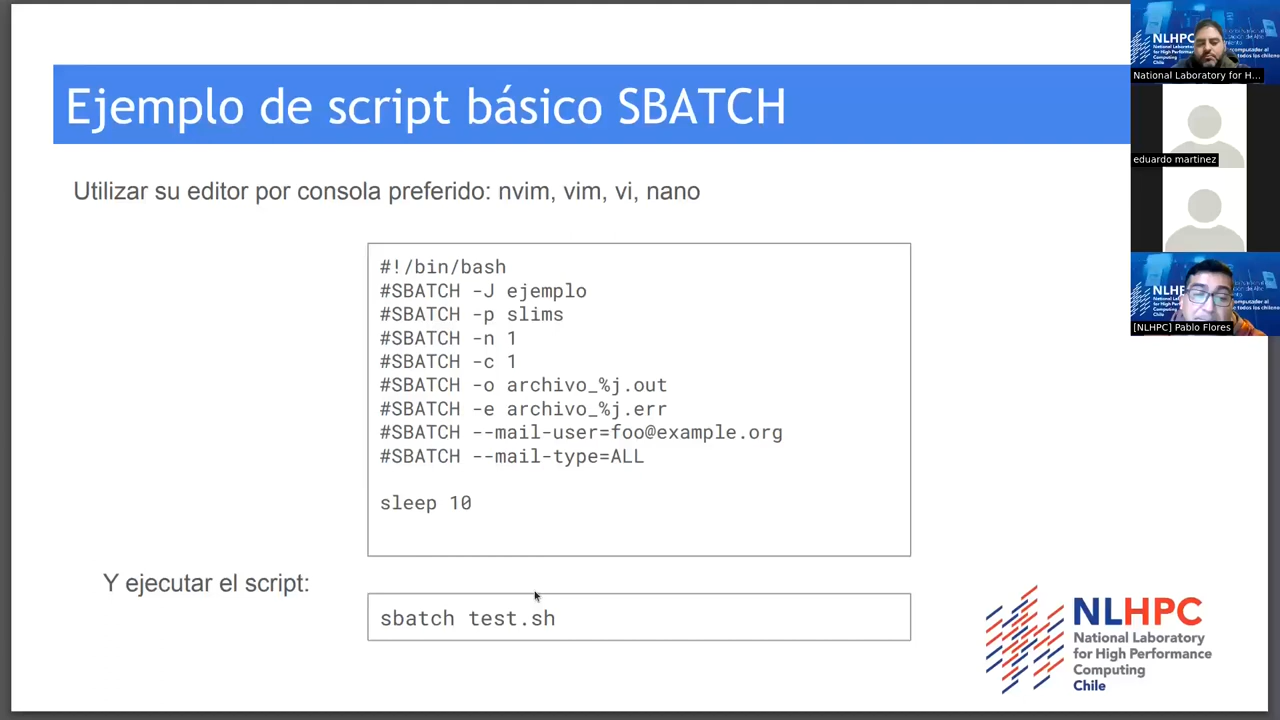 Ejemplo de script básico SBATCH
Utilizar su editor por consola preferido: nvim, vim, vi, nano
#!/bin/bash
#SBATCH -J ejemplo
#SBATCH -p slims
#SBATCH -n 1
#SBATCH -c 1
#SBATCH -o archivo_%j.out
#SBATCH -e archivo_%j.err
#SBATCH --mail-user=foo@example.org
#SBATCH --mail-type=ALL
sleep 10
Y ejecutar el script:
sbatch test.sh
NLHPC
National Laboratory
for High Performance
Computing
Chile
NLHPC
National Laboratory for H...
eduardo martinez
[NLHPC] Pablo Flores